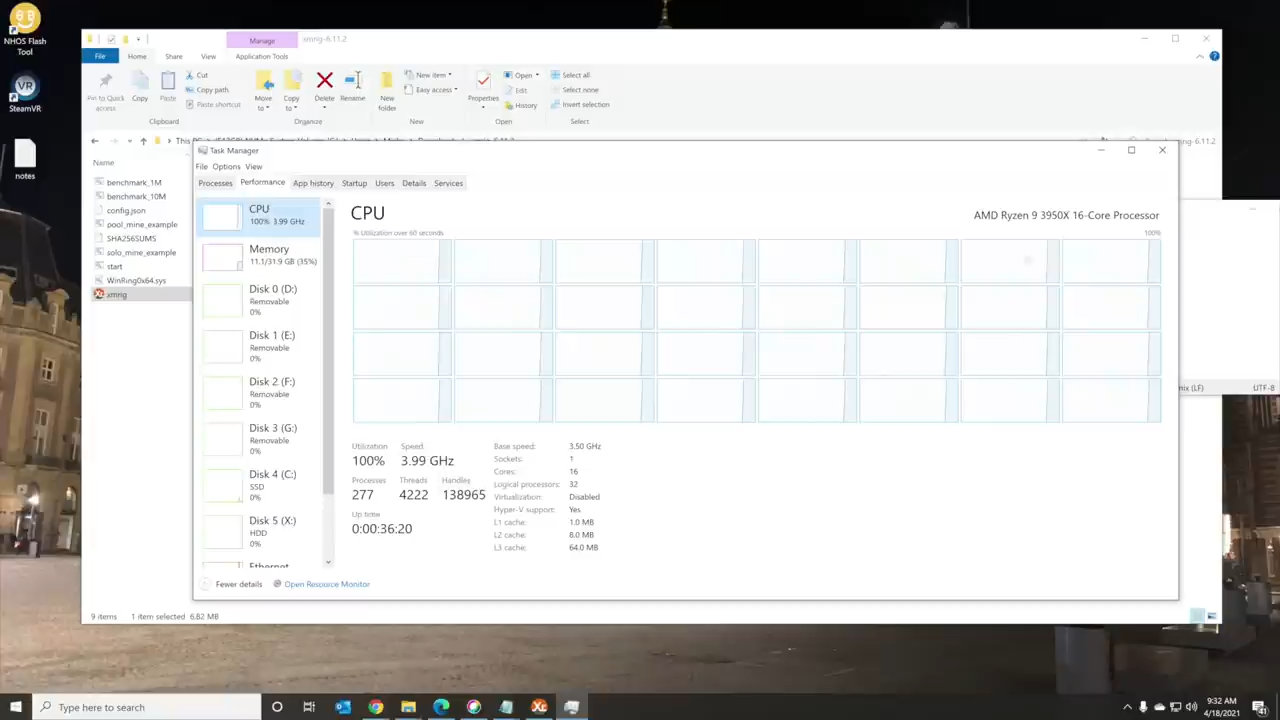 NHOS Flash
Tool
VR
SteamVR
notes
Manage
xmrig-6.11.2
File
Home
Share
View
Application Tools
Pin to Quick
access
Copy
Paste
Cut
Copy path
Paste shortcut
Clipboard
Move
to
Copy
to
Delete
Rename
Organize
New
folder
New item
Easy access
New
Properties
Open
Edit
History
Open
Select all
Select none
Invert selection
Select
This PC
Name
benchmark_1M
benchmark_10M
config.json
pool_mine_example
SHA256SUMS
solo_mine_example
start
WinRing0x64.sys
xmrig
9 items
1 item selected
6.82 MB
Task Manager
File
Options
View
Processes
Performance
App history
Startup
Users
Details
Services
CPU
100% 3.99 GHz
Memory
11.1/31.9 GB (35%)
Disk 0 (D:)
Removable
0%
Disk 1 (E:)
Removable
0%
Disk 2 (F:)
Removable
0%
Disk 3 (G:)
Removable
0%
Disk 4 (C:)
SSD
0%
Disk 5 (X:)
HDD
0%
Ethernet
CPU
AMD Ryzen 9 3950X 16-Core Processor
% Utilization over 60 seconds
100%
Utilization
100%
Speed
3.99 GHz
Processes
277
Threads
4222
Handles
138965
Up time
0:00:36:20
Base speed: 3.50 GHz
Sockets: 1
Cores: 16
Logical processors: 32
Virtualization: Disabled
Hyper-V support: Yes
L1 cache: 1.0 MB
L2 cache: 8.0 MB
L3 cache: 64.0 MB
Fewer details
Open Resource Monitor
(LF)
UTF-8
Type here to search
9:32 AM
4/18/2021
41